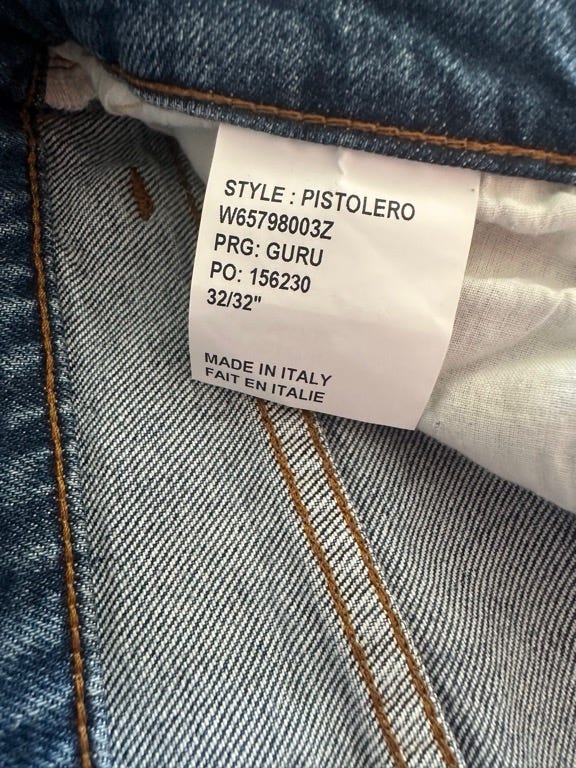 STYLE : PISTOLERO
W65798003Z
PRG: GURU
PO: 156230
32/32"
MADE IN ITALY
FAIT EN ITALIE